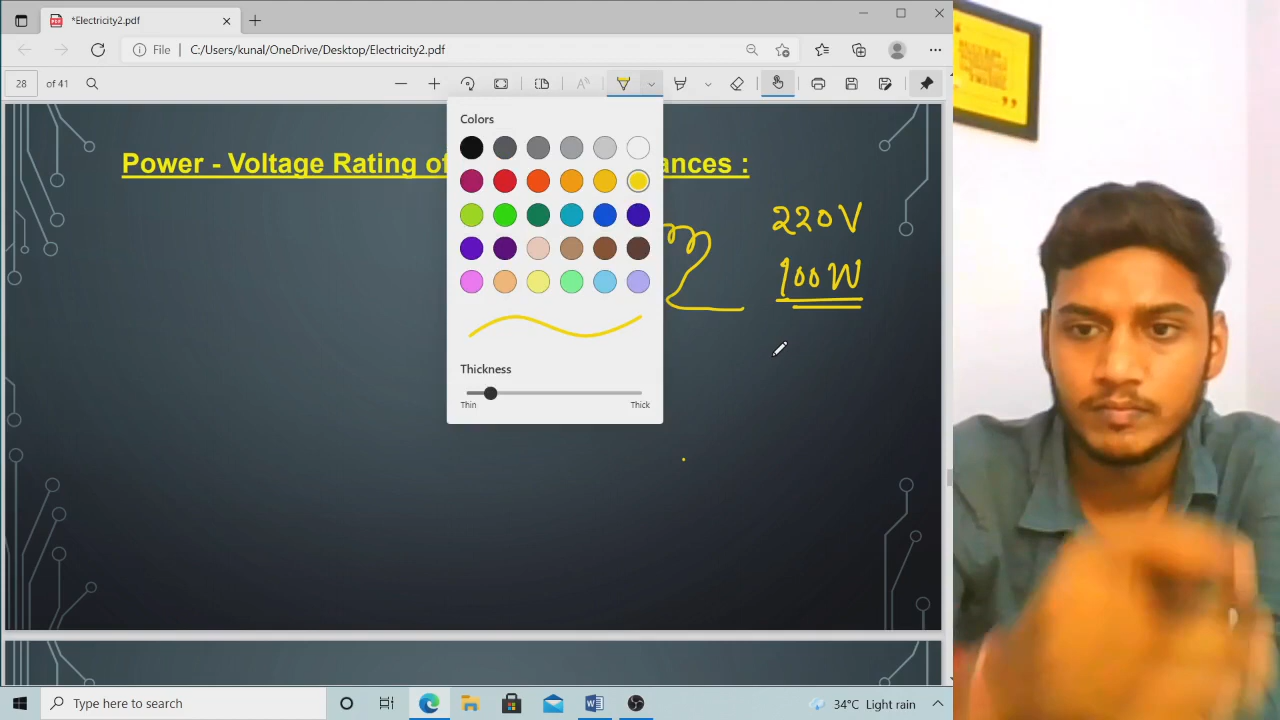 *Electricity2.pdf
File | C:/Users/kunal/OneDrive/Desktop/Electricity2.pdf
28 of 41
Colors
Power - Voltage Rating of ances :
220V
100W
Thickness
Thin Thick
Type here to search
34°C Light rain